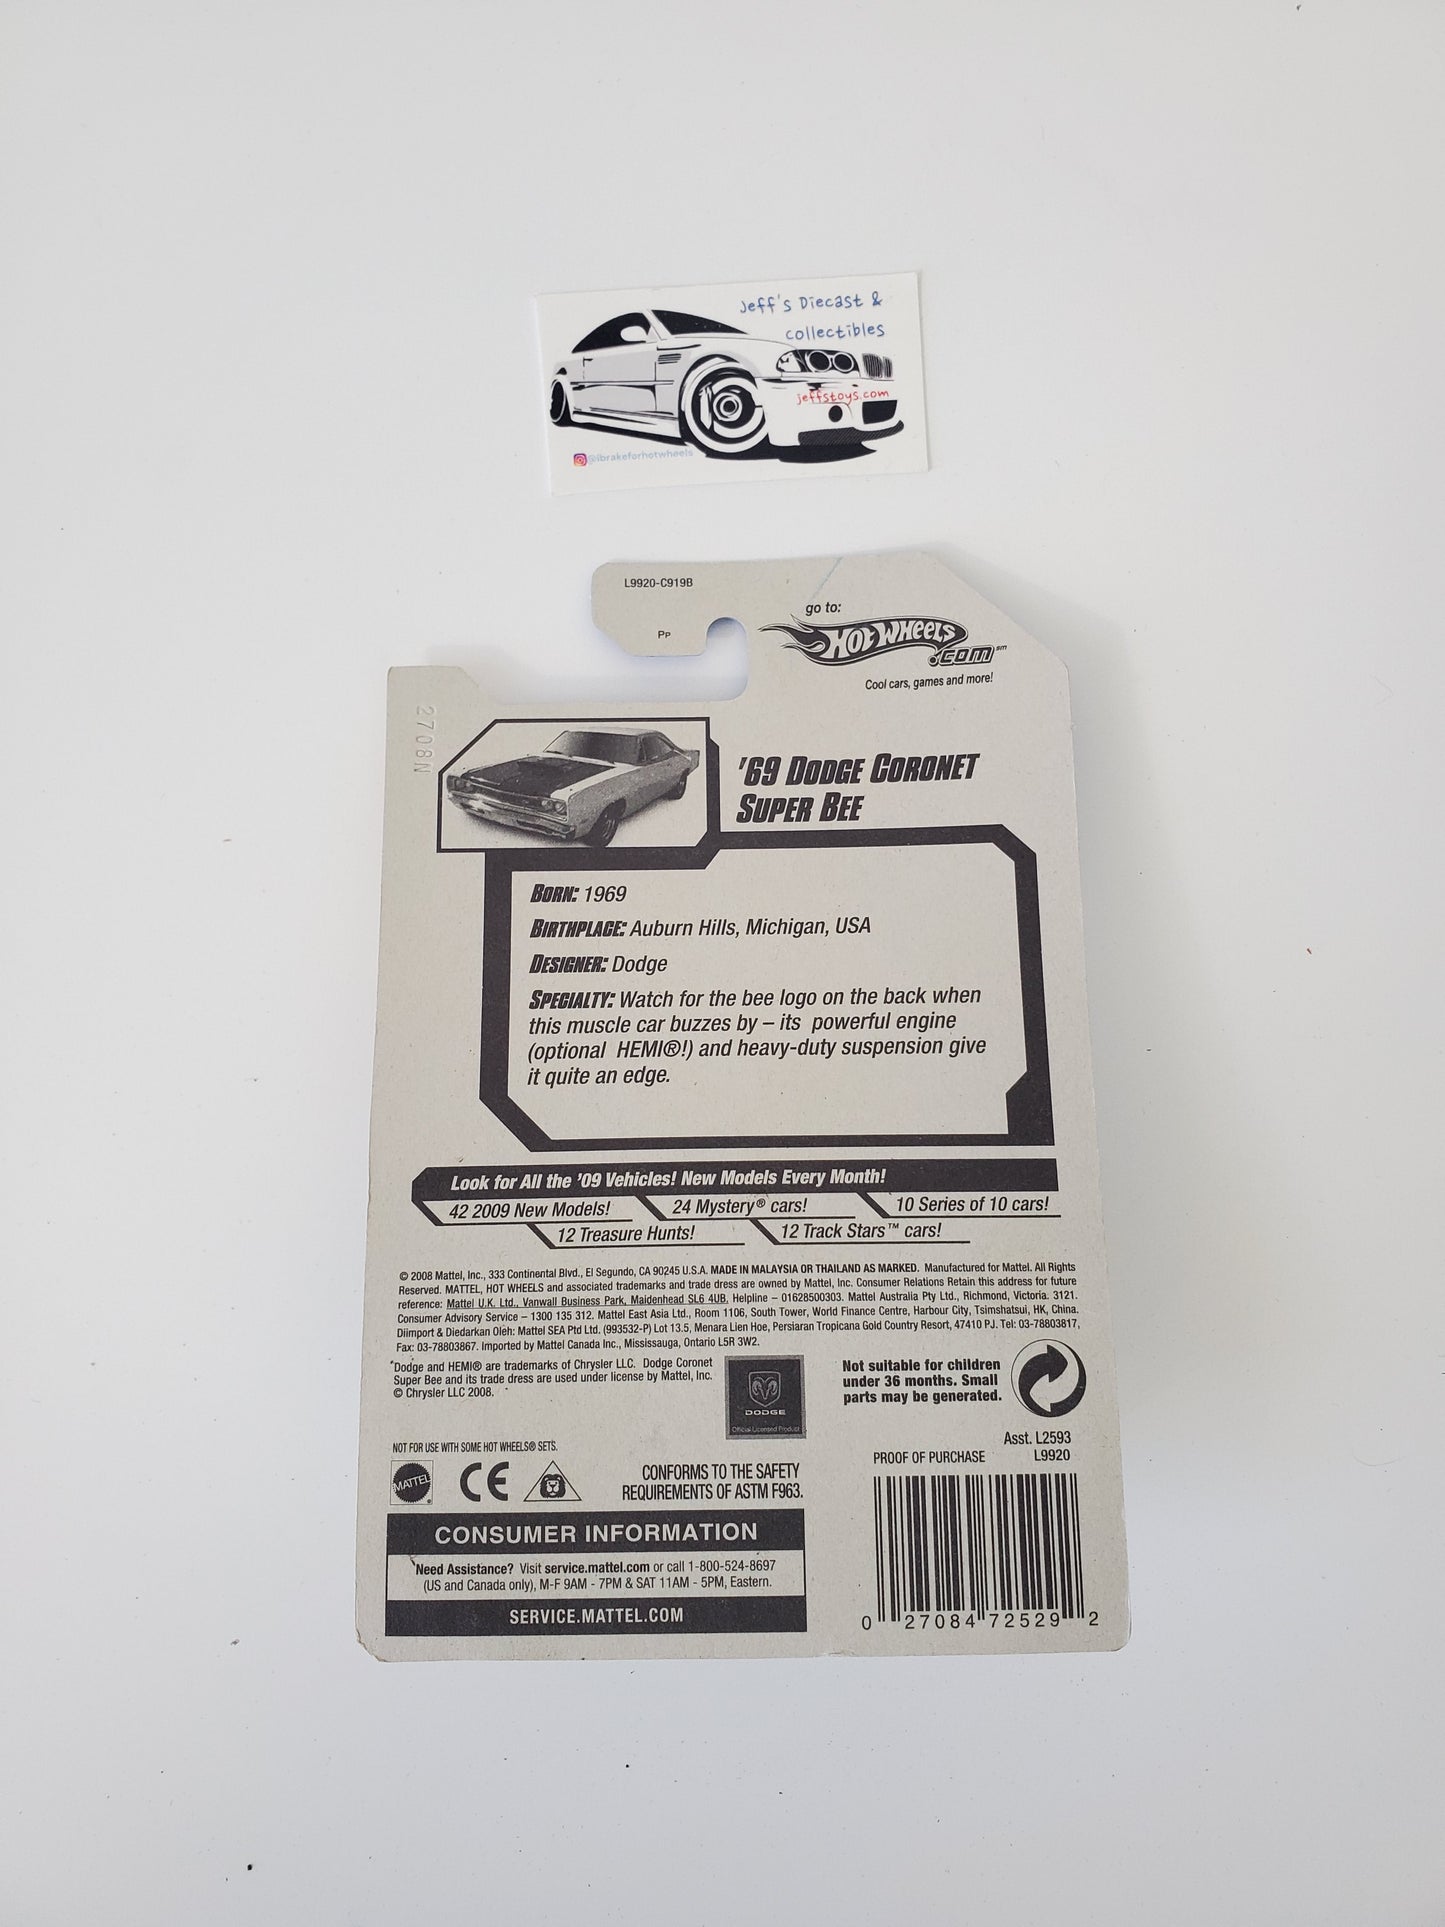 Jeff's Diecast &
collectibles
jeffstoys.com
@ibrakeforhotwheels
L9920-C919B
PP
go to:
HOT WHEELS
.COM℠
Cool cars, games and more!
2708N
'69 DODGE CORONET
SUPER BEE
BORN: 1969
BIRTHPLACE: Auburn Hills, Michigan, USA
DESIGNER: Dodge
SPECIALTY: Watch for the bee logo on the back when
this muscle car buzzes by – its powerful engine
(optional HEMI®!) and heavy-duty suspension give
it quite an edge.
Look for All the '09 Vehicles! New Models Every Month!
42 2009 New Models!
24 Mystery® cars!
10 Series of 10 cars!
12 Treasure Hunts!
12 Track Stars™ cars!
© 2008 Mattel, Inc., 333 Continental Blvd., El Segundo, CA 90245 U.S.A. MADE IN MALAYSIA OR THAILAND AS MARKED. Manufactured for Mattel. All Rights
Reserved. MATTEL, HOT WHEELS and associated trademarks and trade dress are owned by Mattel, Inc. Consumer Relations Retain this address for future
reference: Mattel U.K. Ltd., Vanwall Business Park, Maidenhead SL6 4UB. Helpline – 01628500303. Mattel Australia Pty Ltd., Richmond, Victoria. 3121.
Consumer Advisory Service – 1300 135 312. Mattel East Asia Ltd., Room 1106, South Tower, World Finance Centre, Harbour City, Tsimshatsui, HK, China.
Diimport & Diedarkan Oleh: Mattel SEA Ptd Ltd. (993532-P) Lot 13.5, Menara Lien Hoe, Persiaran Tropicana Gold Country Resort, 47410 PJ. Tel: 03-78803817,
Fax: 03-78803867. Imported by Mattel Canada Inc., Mississauga, Ontario L5R 3W2.
*Dodge and HEMI® are trademarks of Chrysler LLC. Dodge Coronet
Super Bee and its trade dress are used under license by Mattel, Inc.
© Chrysler LLC 2008.
DODGE
Official Licensed Product
Not suitable for children
under 36 months. Small
parts may be generated.
NOT FOR USE WITH SOME HOT WHEELS® SETS.
MATTEL
CE
CONFORMS TO THE SAFETY
REQUIREMENTS OF ASTM F963.
Asst. L2593
PROOF OF PURCHASE L9920
CONSUMER INFORMATION
Need Assistance? Visit service.mattel.com or call 1-800-524-8697
(US and Canada only), M-F 9AM - 7PM & SAT 11AM - 5PM, Eastern.
SERVICE.MATTEL.COM
0 27084 72529 2